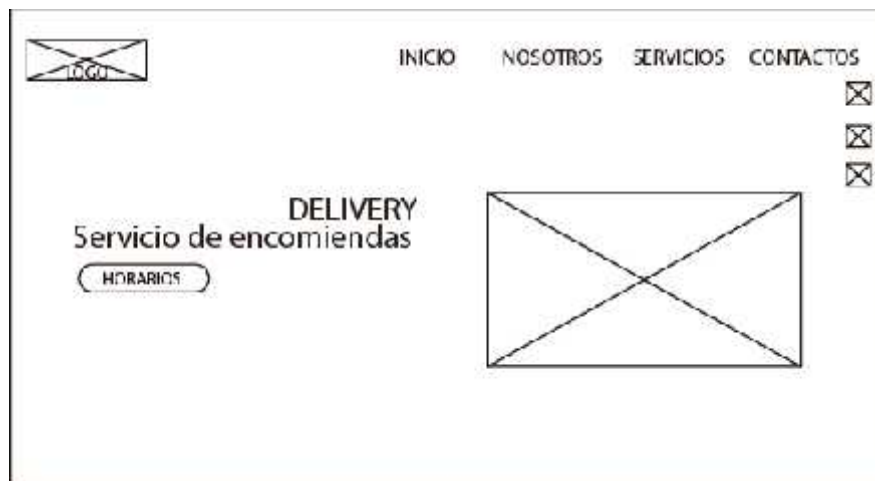 LOGO
INICIO NOSOTROS SERVICIOS CONTACTOS
DELIVERY
Servicio de encomiendas
HORARIOS